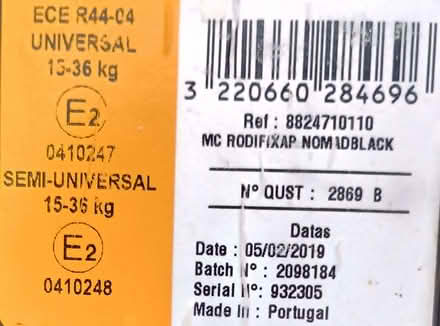 ECE R44-04
UNIVERSAL
15-36 kg
E2
0410247
SEMI-UNIVERSAL
15-36 kg
E2
0410248
3 220660 284696
Ref : 8824710110
MC RODIFIXAP NOMADBLACK
N° QUST : 2869 B
Datas
Date : 05/02/2019
Batch N° : 2098184
Serial N°: 932305
Made In : Portugal